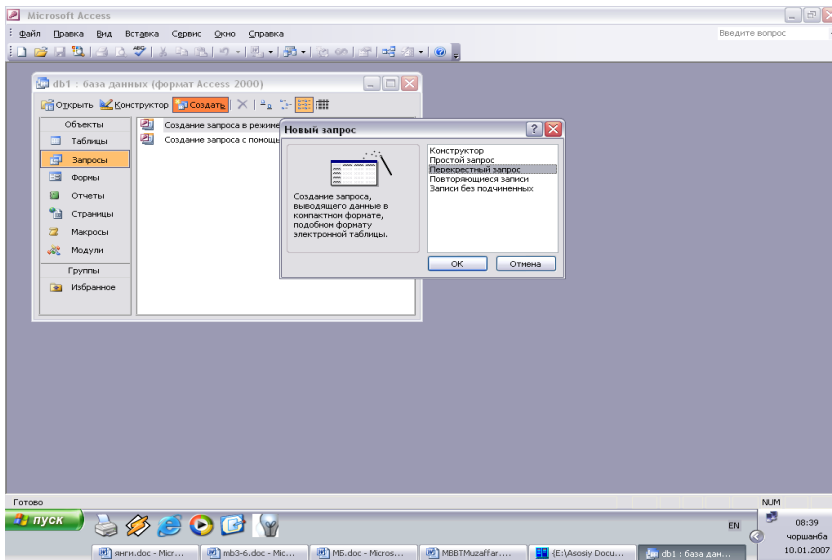 Microsoft Access
Файл Правка Вид Вставка Сервис Окно Справка
Введите вопрос
db1 : база данных (формат Access 2000)
Открыть Конструктор Создать
Объекты
Таблицы
Запросы
Формы
Отчеты
Страницы
Макросы
Модули
Группы
Избранное
Создание запроса в режиме
Создание запроса с помощь
Новый запрос
Создание запроса,
выводящего данные в
компактном формате,
подобном формату
электронной таблицы.
Конструктор
Простой запрос
Перекрестный запрос
Повторяющиеся записи
Записи без подчиненных
ОК Отмена
Готово
NUM
пуск
EN
08:39
чоршанба
10.01.2007
янги.doc - Micr...
mb3-6.doc - Mic...
МБ.doc - Micros...
MBBTMuzaffar....
{E:\Asosiy Docu...
db1 : база дан...